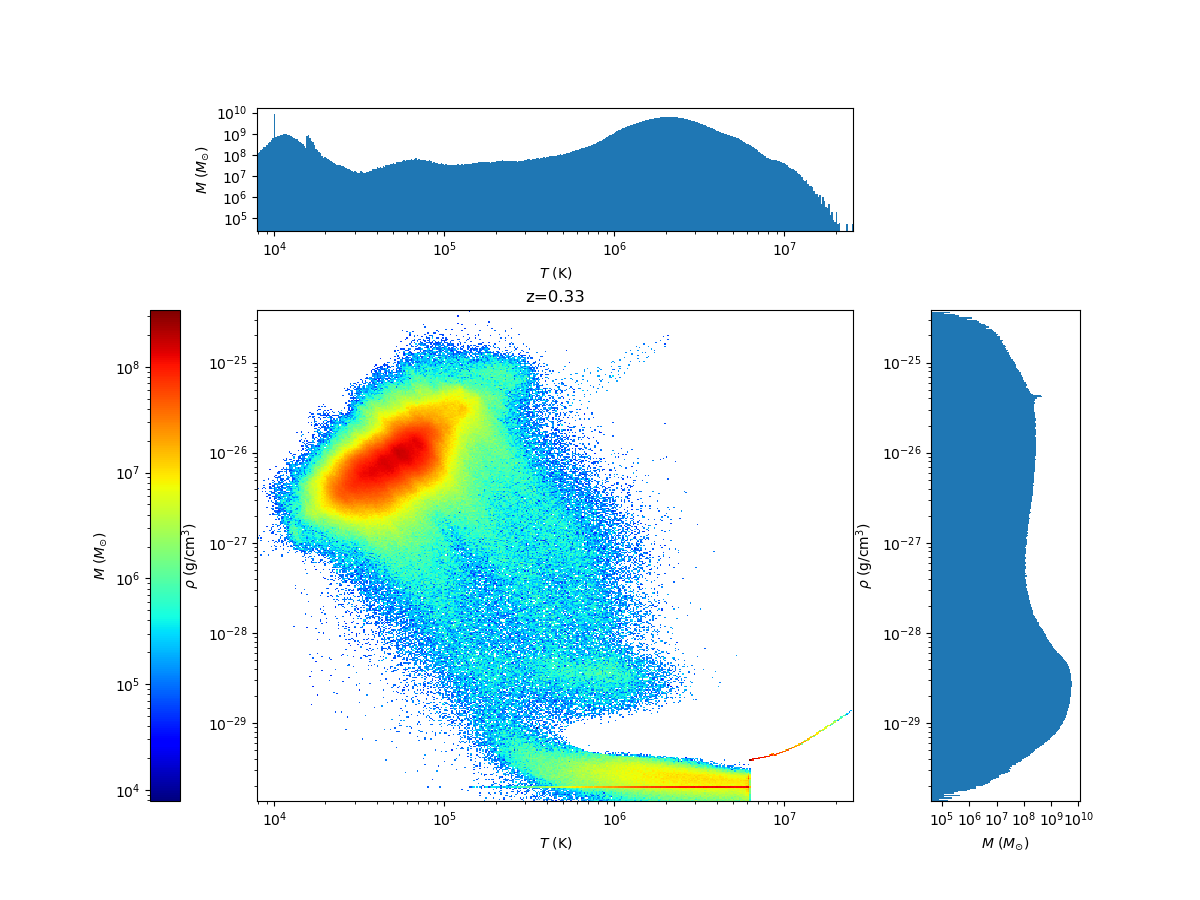 10¹⁰
10⁹
10⁸
10⁷
10⁶
10⁵
M (M⊙)
10⁴ 10⁵ 10⁶ 10⁷
T (K)
z=0.33
10⁸
10⁷
10⁶
10⁵
10⁴
M (M⊙)
10⁻²⁵
10⁻²⁶
10⁻²⁷
10⁻²⁸
10⁻²⁹
ρ (g/cm³)
10⁴ 10⁵ 10⁶ 10⁷
T (K)
10⁻²⁵
10⁻²⁶
10⁻²⁷
10⁻²⁸
10⁻²⁹
ρ (g/cm³)
10⁵ 10⁶ 10⁷ 10⁸ 10⁹ 10¹⁰
M (M⊙)